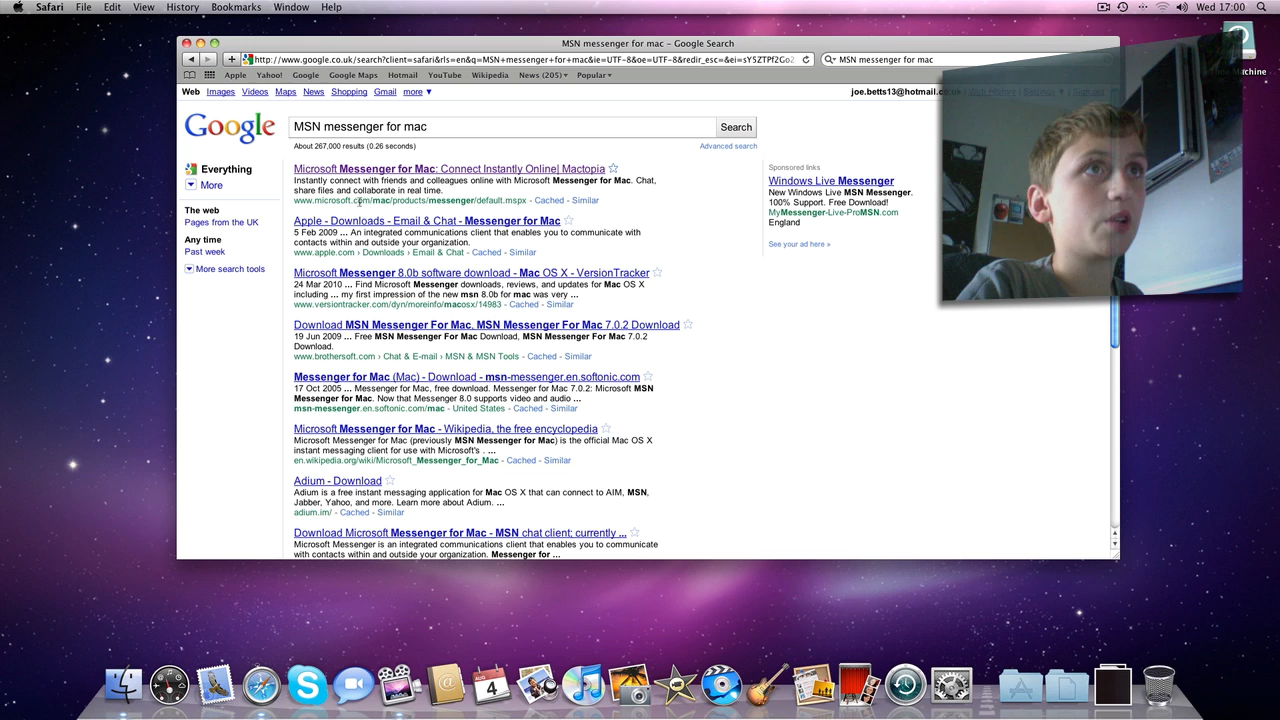 Safari File Edit View History Bookmarks Window Help
Wed 17:00
MSN messenger for mac – Google Search
http://www.google.co.uk/search?client=safari&rls=en&q=MSN+messenger+for+mac&ie=UTF-8&oe=UTF-8&redir_esc=&ei=sY5ZTPf2Go2
MSN messenger for mac
Apple Yahoo! Google Google Maps Hotmail YouTube Wikipedia News (205) Popular
Web Images Videos Maps News Shopping Gmail more ▼
joe.betts13@hotmail.co.uk
Google
MSN messenger for mac
Search
About 267,000 results (0.26 seconds)
Advanced search
Everything
More
The web
Pages from the UK
Any time
Past week
More search tools
Microsoft Messenger for Mac: Connect Instantly Online| Mactopia
Instantly connect with friends and colleagues online with Microsoft Messenger for Mac. Chat,
share files and collaborate in real time.
www.microsoft.com/mac/products/messenger/default.mspx - Cached - Similar
Apple - Downloads - Email & Chat - Messenger for Mac
5 Feb 2009 ... An integrated communications client that enables you to communicate with
contacts within and outside your organization.
www.apple.com › Downloads › Email & Chat - Cached - Similar
Microsoft Messenger 8.0b software download - Mac OS X - VersionTracker
24 Mar 2010 ... Find Microsoft Messenger downloads, reviews, and updates for Mac OS X
including ... my first impression of the new msn 8.0b for mac was very ...
www.versiontracker.com/dyn/moreinfo/macosx/14983 - Cached - Similar
Download MSN Messenger For Mac, MSN Messenger For Mac 7.0.2 Download
19 Jun 2009 ... Free MSN Messenger For Mac Download, MSN Messenger For Mac 7.0.2
Download.
www.brothersoft.com › Chat & E-mail › MSN & MSN Tools - Cached - Similar
Messenger for Mac (Mac) - Download - msn-messenger.en.softonic.com
17 Oct 2005 ... Messenger for Mac, free download. Messenger for Mac 7.0.2: Microsoft MSN
Messenger for Mac. Now that Messenger 8.0 supports video and audio ...
msn-messenger.en.softonic.com/mac - United States - Cached - Similar
Microsoft Messenger for Mac - Wikipedia, the free encyclopedia
Microsoft Messenger for Mac (previously MSN Messenger for Mac) is the official Mac OS X
instant messaging client for use with Microsoft's . ...
en.wikipedia.org/wiki/Microsoft_Messenger_for_Mac - Cached - Similar
Adium - Download
Adium is a free instant messaging application for Mac OS X that can connect to AIM, MSN,
Jabber, Yahoo, and more. Learn more about Adium. ...
adium.im/ - Cached - Similar
Download Microsoft Messenger for Mac - MSN chat client; currently ...
Microsoft Messenger is an integrated communications client that enables you to communicate
with contacts within and outside your organization. Messenger for ...
Sponsored links
Windows Live Messenger
New Windows Live MSN Messenger.
100% Support. Free Download!
MyMessenger-Live-ProMSN.com
England
See your ad here »
Machine
AUG
4